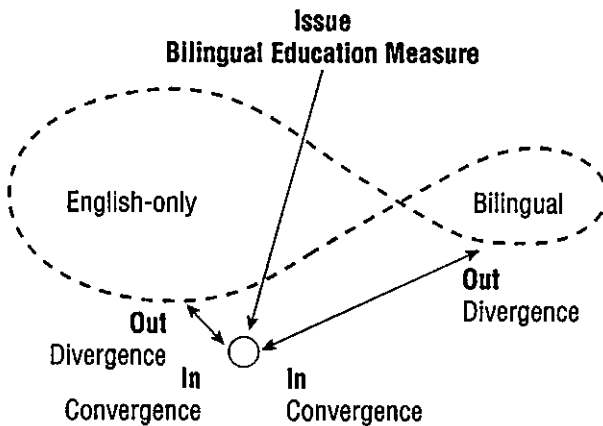 Issue
Bilingual Education Measure
English-only
Bilingual
Out
Divergence
Out
Divergence
In
Convergence
In
Convergence